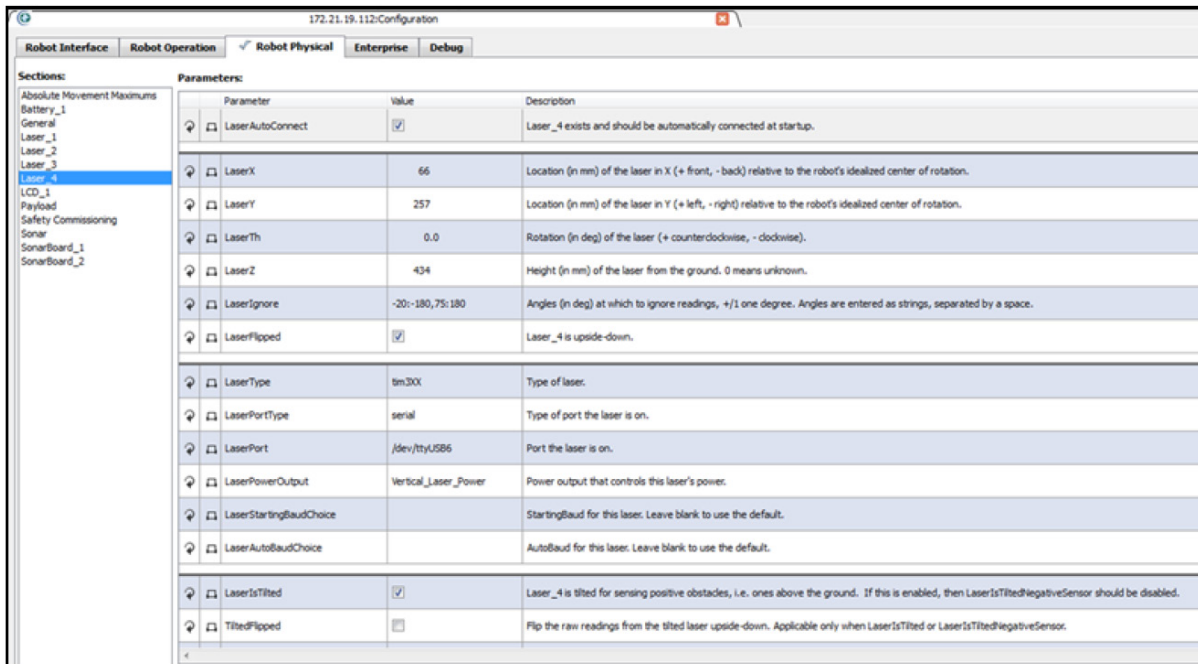 172.21.19.112:Configuration
Robot Interface Robot Operation Robot Physical Enterprise Debug
Sections:
Absolute Movement Maximums
Battery_1
General
Laser_1
Laser_2
Laser_3
Laser_4
LCD_1
Payload
Safety Commissioning
Sonar
SonarBoard_1
SonarBoard_2
Parameters:
Parameter Value Description
LaserAutoConnect Laser_4 exists and should be automatically connected at startup.
LaserX 66 Location (in mm) of the laser in X (+ front, - back) relative to the robot's idealized center of rotation.
LaserY 257 Location (in mm) of the laser in Y (+ left, - right) relative to the robot's idealized center of rotation.
LaserTh 0.0 Rotation (in deg) of the laser (+ counterclockwise, - clockwise).
LaserZ 434 Height (in mm) of the laser from the ground. 0 means unknown.
LaserIgnore -20:-180,75:180 Angles (in deg) at which to ignore readings, +/1 one degree. Angles are entered as strings, separated by a space.
LaserFlipped Laser_4 is upside-down.
LaserType tim3XX Type of laser.
LaserPortType serial Type of port the laser is on.
LaserPort /dev/ttyUSB6 Port the laser is on.
LaserPowerOutput Vertical_Laser_Power Power output that controls this laser's power.
LaserStartingBaudChoice StartingBaud for this laser. Leave blank to use the default.
LaserAutoBaudChoice AutoBaud for this laser. Leave blank to use the default.
LaserIsTilted Laser_4 is tilted for sensing positive obstacles, i.e. ones above the ground. If this is enabled, then LaserIsTiltedNegativeSensor should be disabled.
TiltedFlipped Flip the raw readings from the tilted laser upside-down. Applicable only when LaserIsTilted or LaserIsTiltedNegativeSensor.